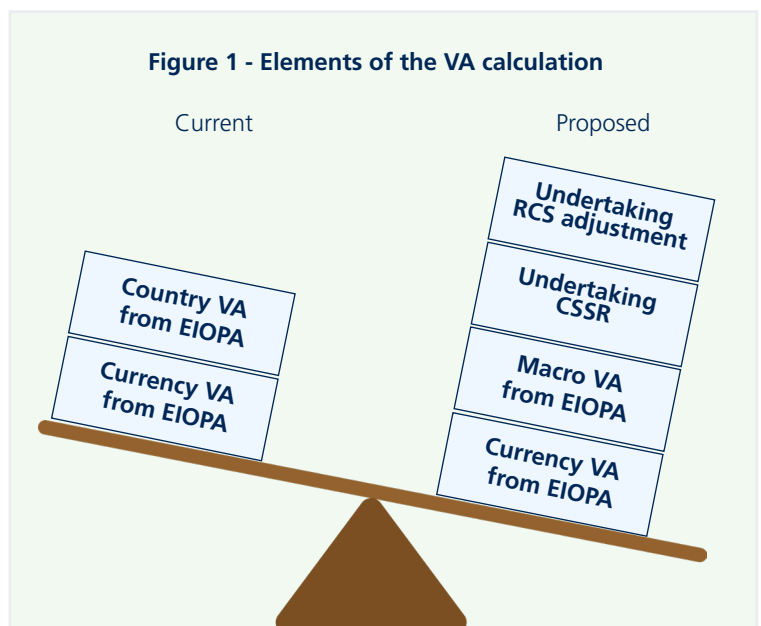 Figure 1 - Elements of the VA calculation
Current
Proposed
Country VA
from EIOPA
Currency VA
from EIOPA
Undertaking
RCS adjustment
Undertaking
CSSR
Macro VA
from EIOPA
Currency VA
from EIOPA